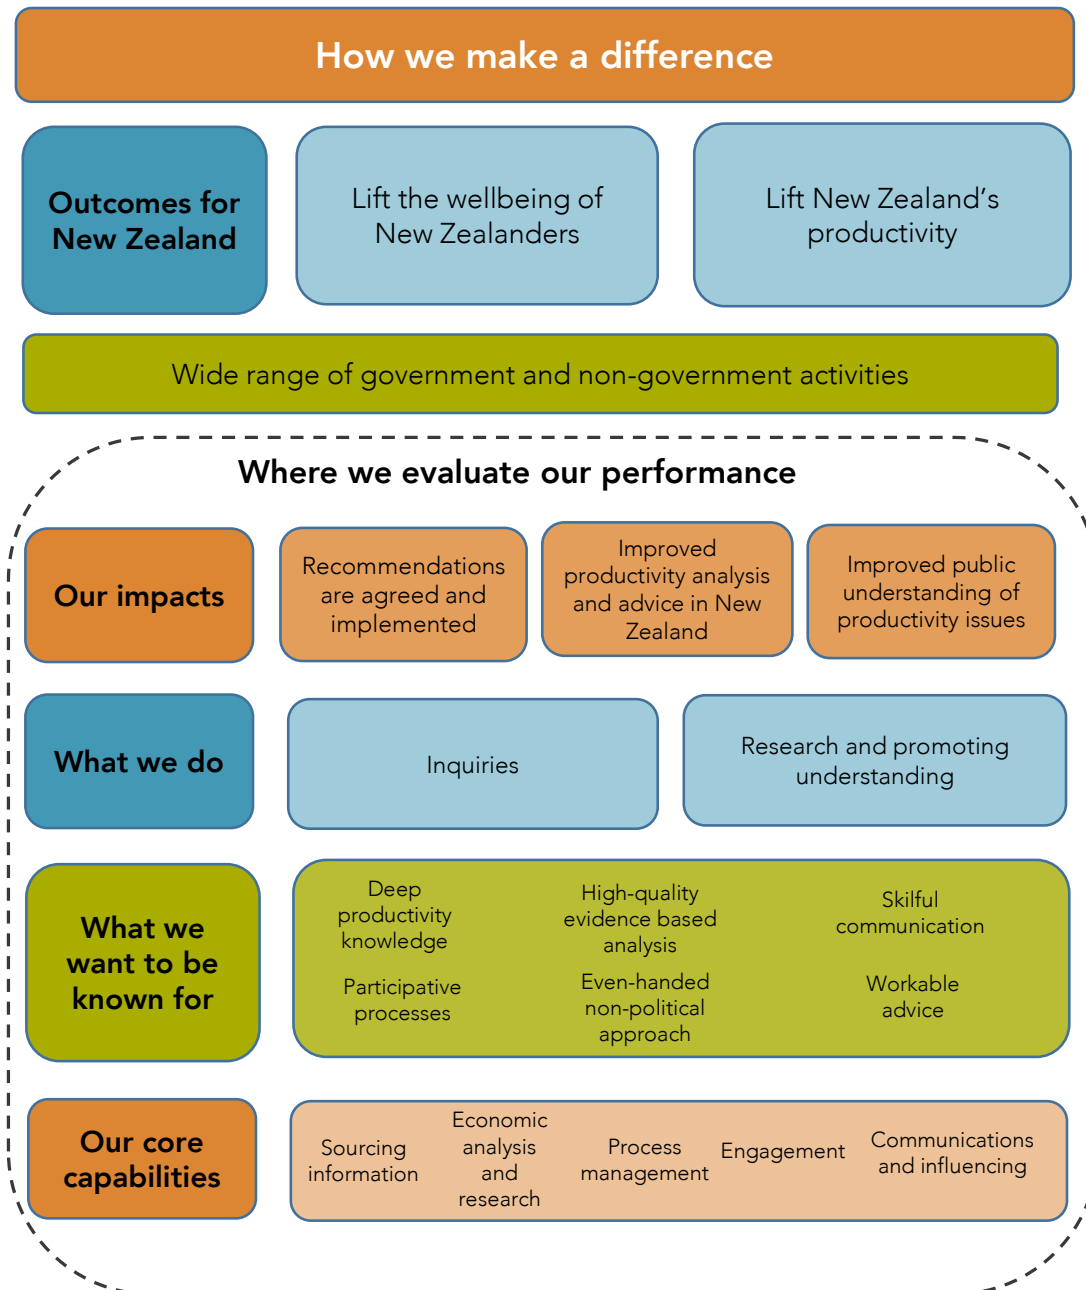 How we make a difference
Outcomes for
New Zealand
Lift the wellbeing of
New Zealanders
Lift New Zealand’s
productivity
Wide range of government and non-government activities
Where we evaluate our performance
Our impacts
Recommendations
are agreed and
implemented
Improved
productivity analysis
and advice in New
Zealand
Improved public
understanding of
productivity issues
What we do
Inquiries
Research and promoting
understanding
What we
want to be
known for
Deep
productivity
knowledge
High-quality
evidence based
analysis
Skilful
communication
Participative
processes
Even-handed
non-political
approach
Workable
advice
Our core
capabilities
Sourcing
information
Economic
analysis
and
research
Process
management
Engagement
Communications
and influencing